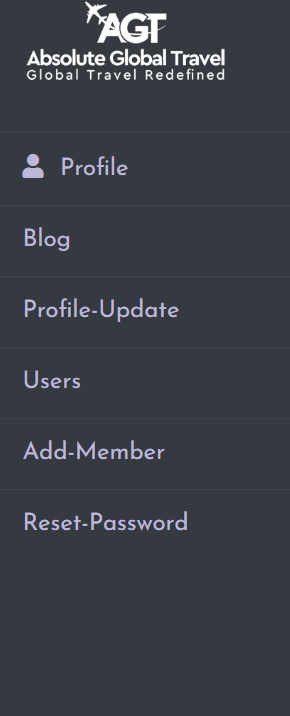 AGT
Absolute Global Travel
Global Travel Redefined
Profile
Blog
Profile-Update
Users
Add-Member
Reset-Password